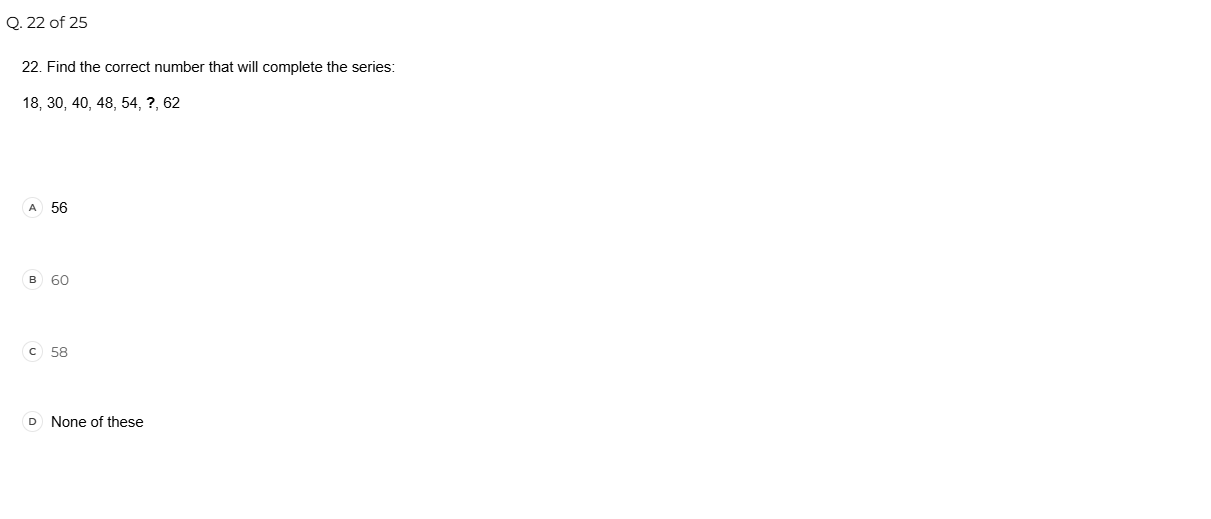 Q. 22 of 25
22. Find the correct number that will complete the series:
18, 30, 40, 48, 54, ?, 62
A 56
B 60
C 58
D None of these